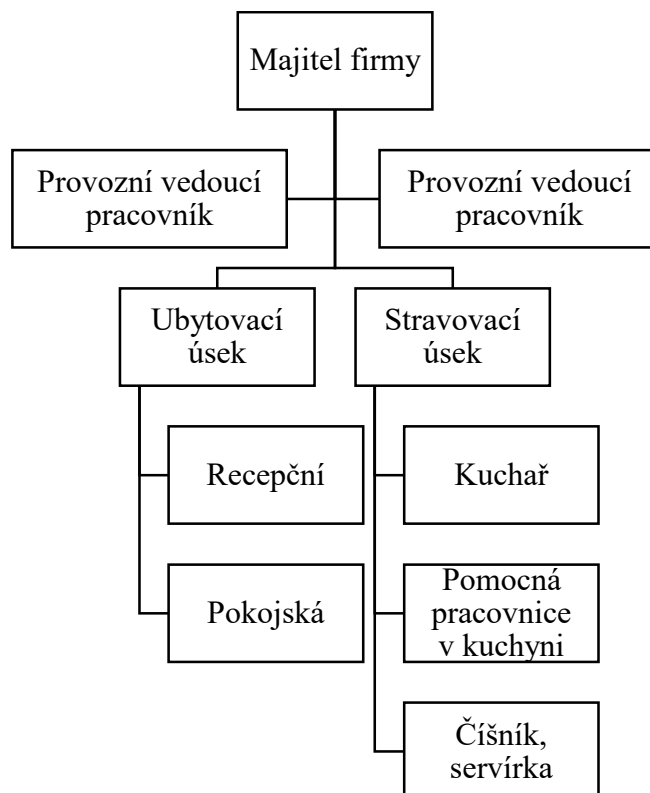 Majitel firmy
Provozní vedoucí
pracovník
Provozní vedoucí
pracovník
Ubytovací
úsek
Stravovací
úsek
Recepční
Kuchař
Pokojská
Pomocná
pracovnice
v kuchyni
Číšník,
servírka